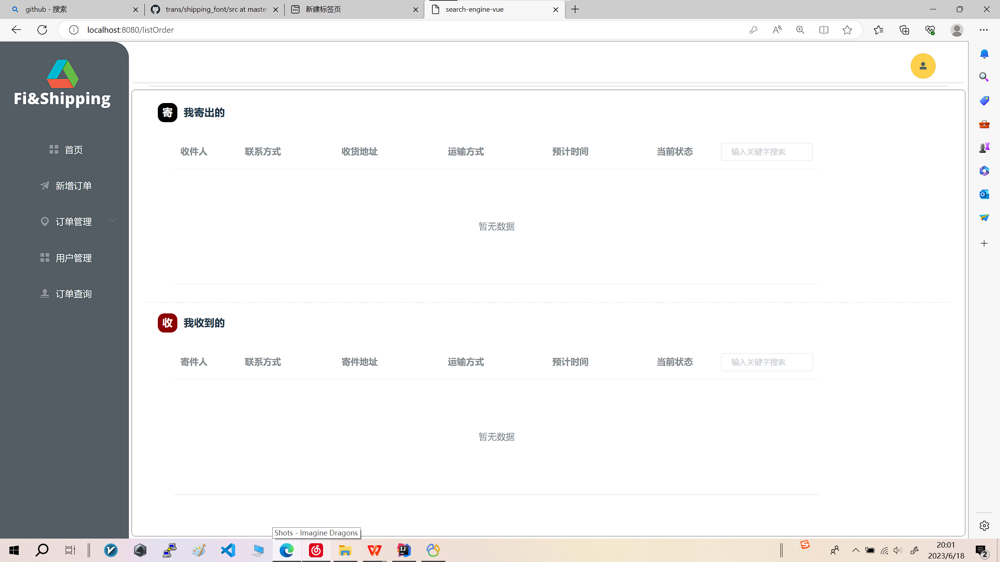 github - 搜索
trans/shipping_font/src at master
新建标签页
search-engine-vue
localhost:8080/listOrder
Fi&Shipping
首页
新增订单
订单管理
用户管理
订单查询
寄 我寄出的
收件人 联系方式 收货地址 运输方式 预计时间 当前状态 输入关键字搜索
暂无数据
收 我收到的
寄件人 联系方式 寄件地址 运输方式 预计时间 当前状态 输入关键字搜索
暂无数据
Shots - Imagine Dragons
20:01
2023/6/18
2